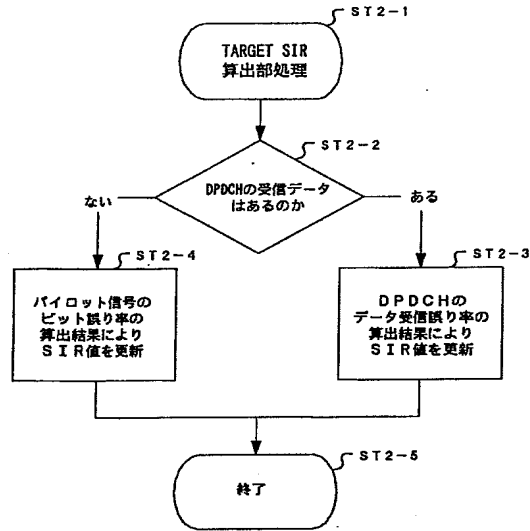 ST2-1
TARGET SIR
算出部処理
ST2-2
DPDCHの受信データ
はあるのか
ない
ある
ST2-4
パイロット信号の
ビット誤り率の
算出結果により
SIR値を更新
ST2-3
DPDCHの
データ受信誤り率の
算出結果により
SIR値を更新
ST2-5
終了